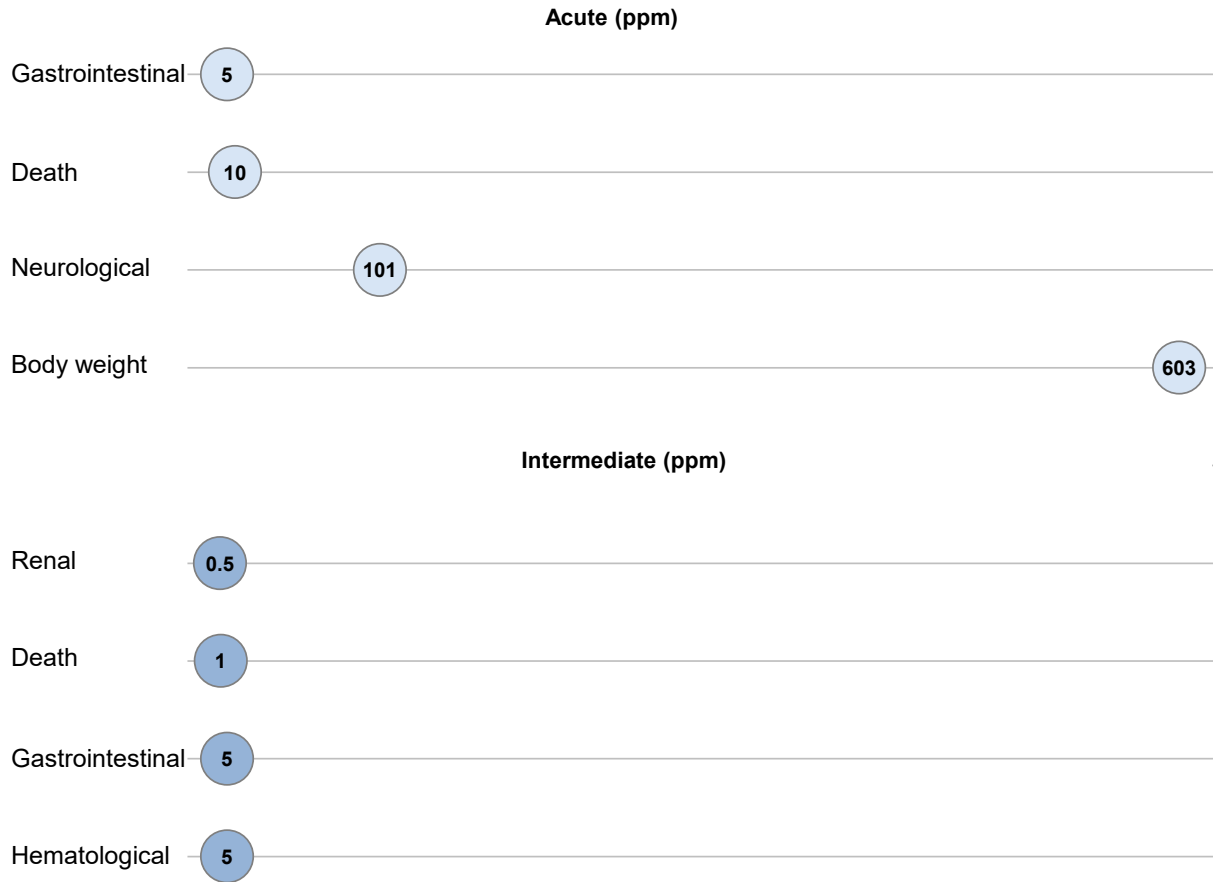 Acute (ppm)
Gastrointestinal 5
Death 10
Neurological 101
Body weight 603
Intermediate (ppm)
Renal 0.5
Death 1
Gastrointestinal 5
Hematological 5